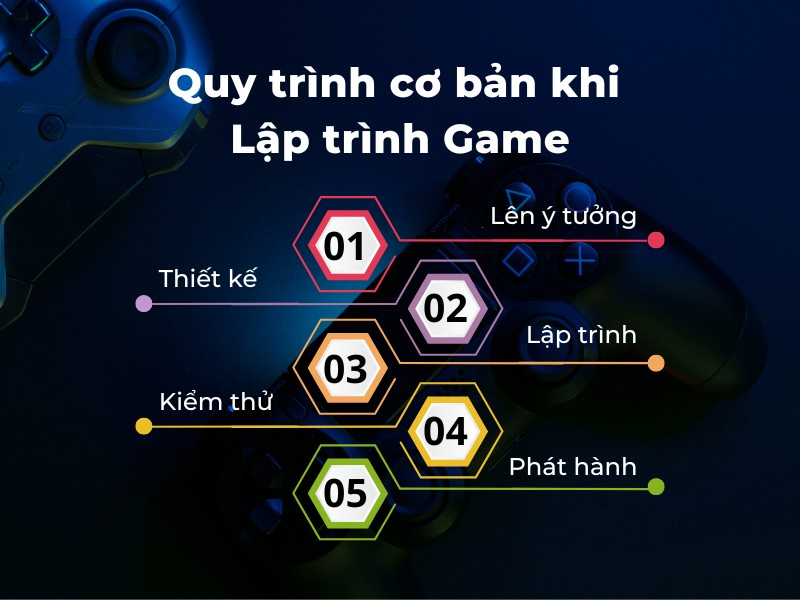 Quy trình cơ bản khi
Lập trình Game
01
Lên ý tưởng
Thiết kế
02
03
Lập trình
Kiểm thử
04
05
Phát hành